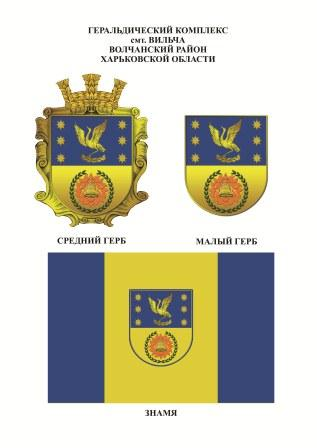 ГЕРАЛЬДИЧЕСКИЙ КОМПЛЕКС
смт. ВИЛЬЧА
ВОЛЧАНСКИЙ РАЙОН
ХАРЬКОВСКОЙ ОБЛАСТИ
СРЕДНИЙ ГЕРБ
МАЛЫЙ ГЕРБ
ЗНАМЯ